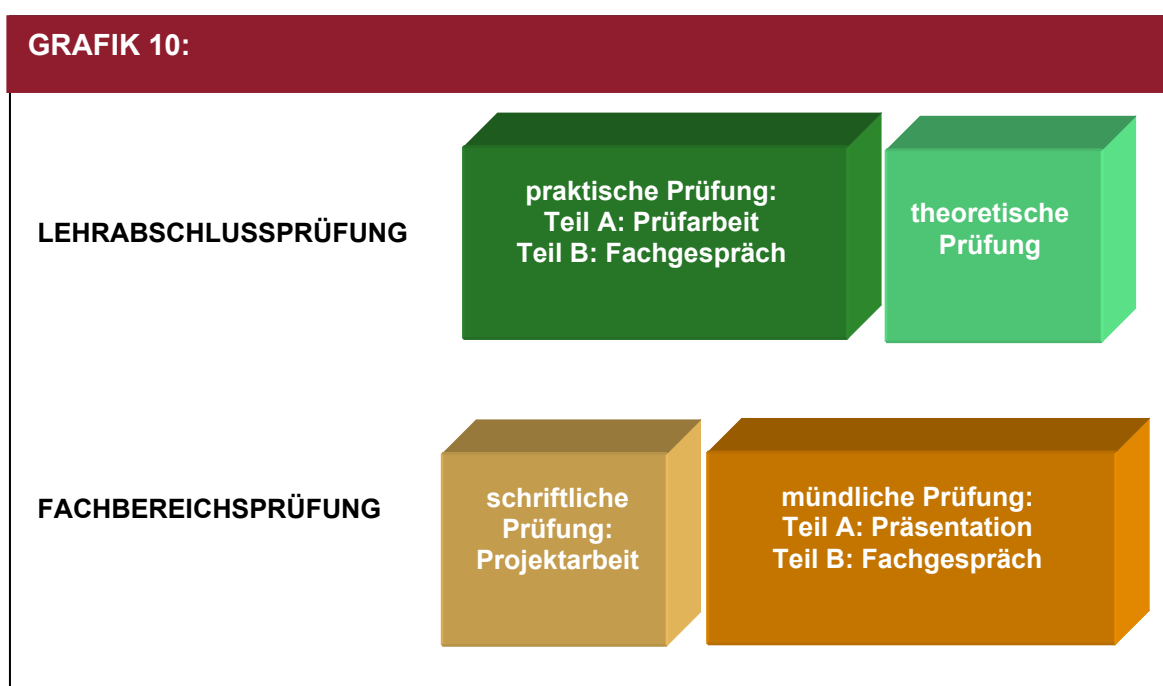 GRAFIK 10:
LEHRABSCHLUSSPRÜFUNG
praktische Prüfung:
Teil A: Prüfarbeit
Teil B: Fachgespräch
theoretische
Prüfung
FACHBEREICHSPRÜFUNG
schriftliche
Prüfung:
Projektarbeit
mündliche Prüfung:
Teil A: Präsentation
Teil B: Fachgespräch